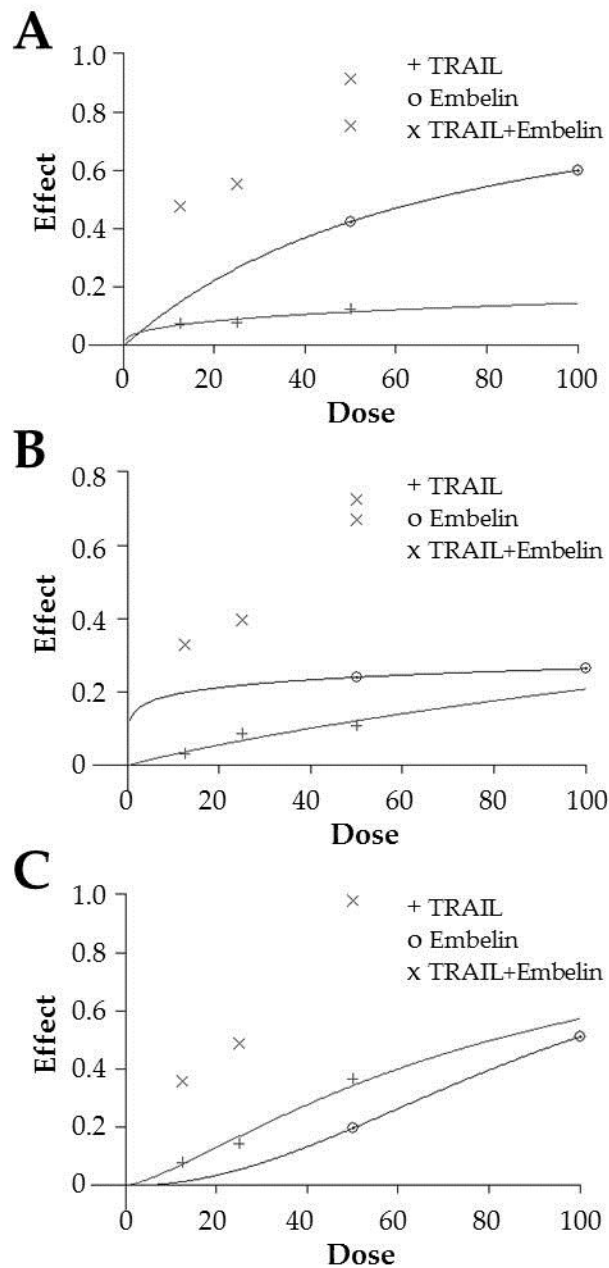 A
1.0
+ TRAIL
0.8
o Embelin
x TRAIL+Embelin
0.6
Effect
0.4
0.2
0
0 20 40 60 80 100
Dose
B
0.8
+ TRAIL
o Embelin
0.6
x TRAIL+Embelin
Effect
0.4
0.2
0
0 20 40 60 80 100
Dose
C
1.0
+ TRAIL
0.8
o Embelin
x TRAIL+Embelin
0.6
Effect
0.4
0.2
0
0 20 40 60 80 100
Dose